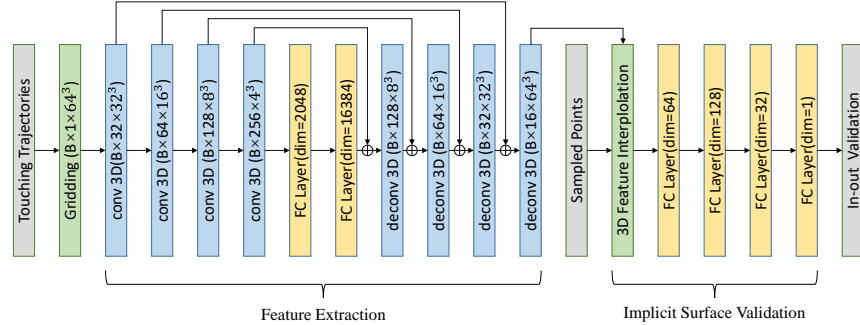 Touching Trajectories
Gridding (B×1×64³)
conv 3D(B×32×32³)
conv 3D (B×64×16³)
conv 3D (B×128×8³)
conv 3D (B×256×4³)
FC Layer(dim=2048)
FC Layer(dim=16384)
deconv 3D (B×128×8³)
deconv 3D (B×64×16³)
deconv 3D (B×32×32³)
deconv 3D (B×16×64³)
Sampled Points
3D Feature Interplolation
FC Layer(dim=64)
FC Layer(dim=128)
FC Layer(dim=32)
FC Layer(dim=1)
In-out Validation
Feature Extraction
Implicit Surface Validation